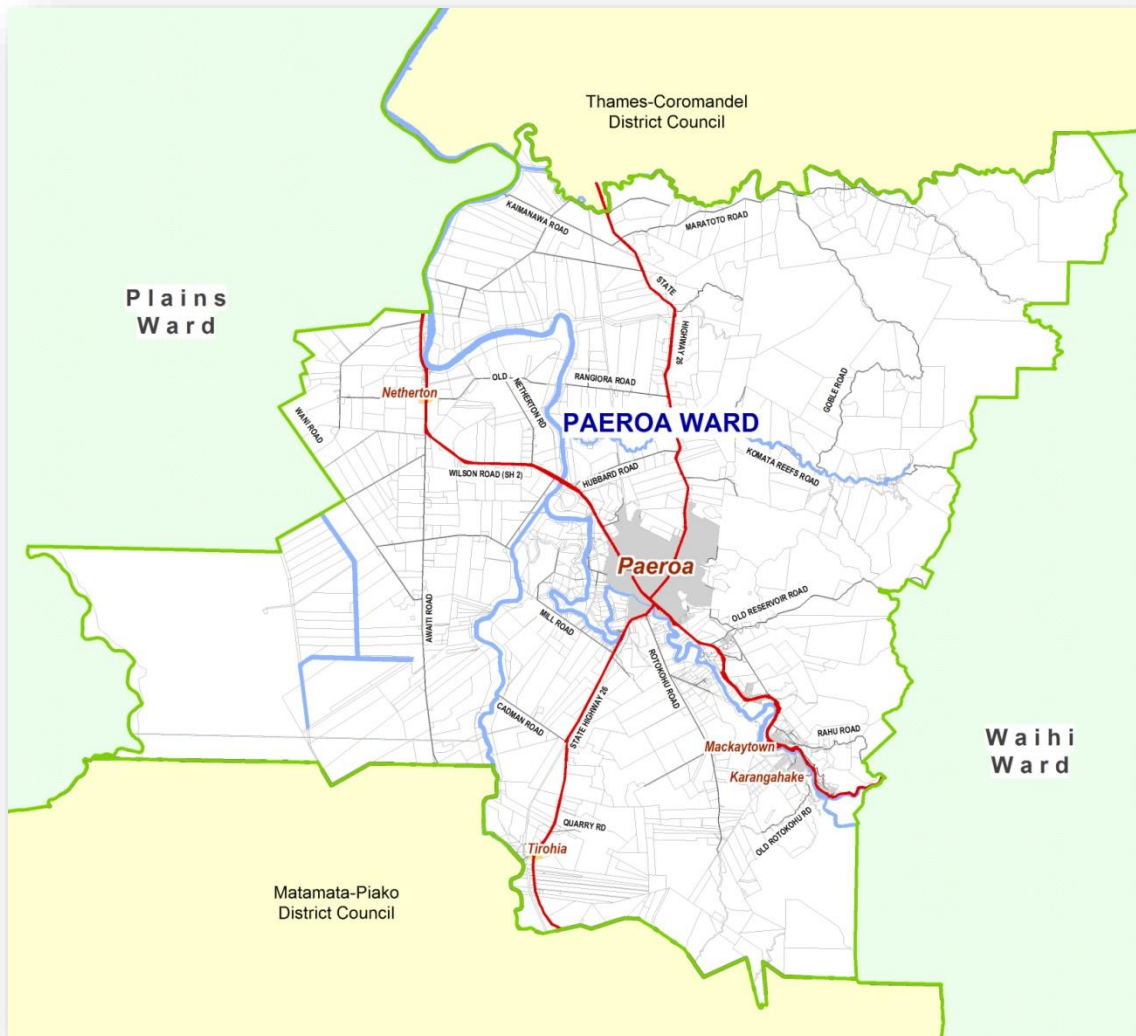 Thames-Coromandel
District Council
KAIMANAWA ROAD
MARATOTO ROAD
STATE
HIGHWAY 26
Plains
Ward
OLD NETHERTON RD
RANGIORA ROAD
GOBLE ROAD
Netherton
WANI ROAD
PAEROA WARD
KOMATA REEFS ROAD
WILSON ROAD (SH 2)
HUBBARD ROAD
Paeroa
OLD RESERVOIR ROAD
AWAITI ROAD
MILL ROAD
ROTOKOHU ROAD
CADMAN ROAD
STATE HIGHWAY 26
RAHU ROAD
Mackaytown
Waihi
Ward
Karangahake
QUARRY RD
OLD ROTOKOHU RD
Tirohia
Matamata-Piako
District Council